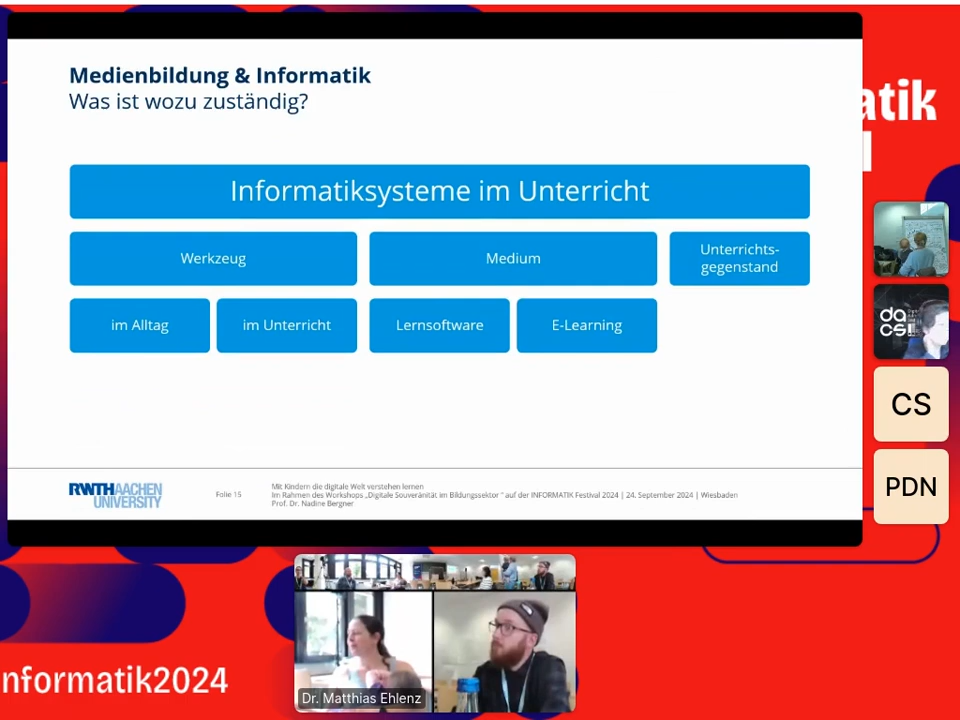 Medienbildung & Informatik
Was ist wozu zuständig?
atik
Informatiksysteme im Unterricht
Werkzeug
Medium
Unterrichts-
gegenstand
im Alltag
im Unterricht
Lernsoftware
E-Learning
da
CS!
CS
PDN
RWTH AACHEN
UNIVERSITY
Folie 15
Mit Kindern die digitale Welt verstehen lernen
Im Rahmen des Workshops „Digitale Souveränität im Bildungssektor “ auf der INFORMATIK Festival 2024 | 24. September 2024 | Wiesbaden
Prof. Dr. Nadine Bergner
nformatik2024
Dr. Matthias Ehlenz